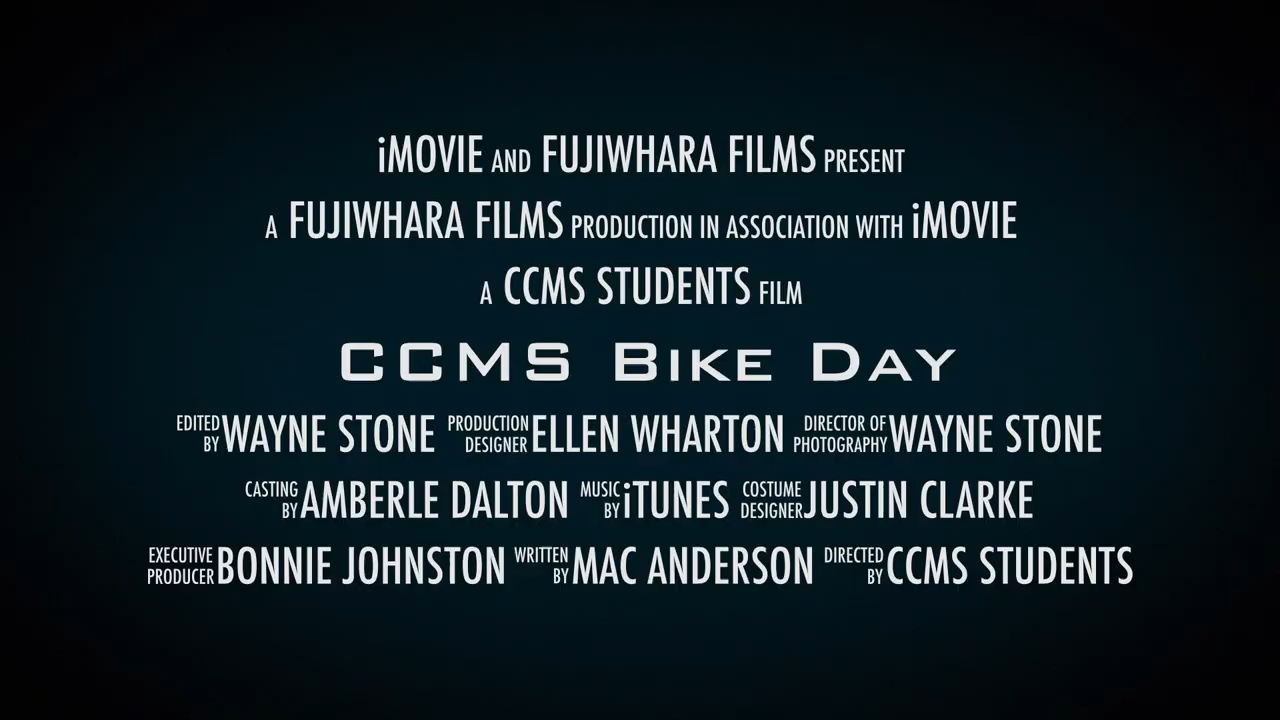 iMOVIE AND FUJIWHARA FILMS PRESENT
A FUJIWHARA FILMS PRODUCTION IN ASSOCIATION WITH iMOVIE
A CCMS STUDENTS FILM
CCMS BIKE DAY
EDITED BY WAYNE STONE PRODUCTION DESIGNER ELLEN WHARTON DIRECTOR OF PHOTOGRAPHY WAYNE STONE
CASTING BY AMBERLE DALTON MUSIC BY iTUNES COSTUME DESIGNER JUSTIN CLARKE
EXECUTIVE PRODUCER BONNIE JOHNSTON WRITTEN BY MAC ANDERSON DIRECTED BY CCMS STUDENTS